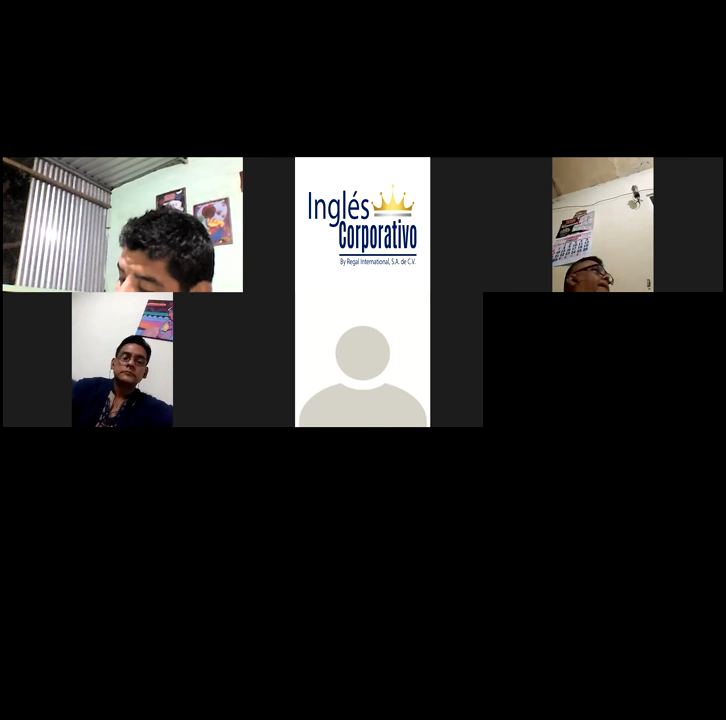 Inglés
Corporativo
By Regal International, S.A. de C.V.